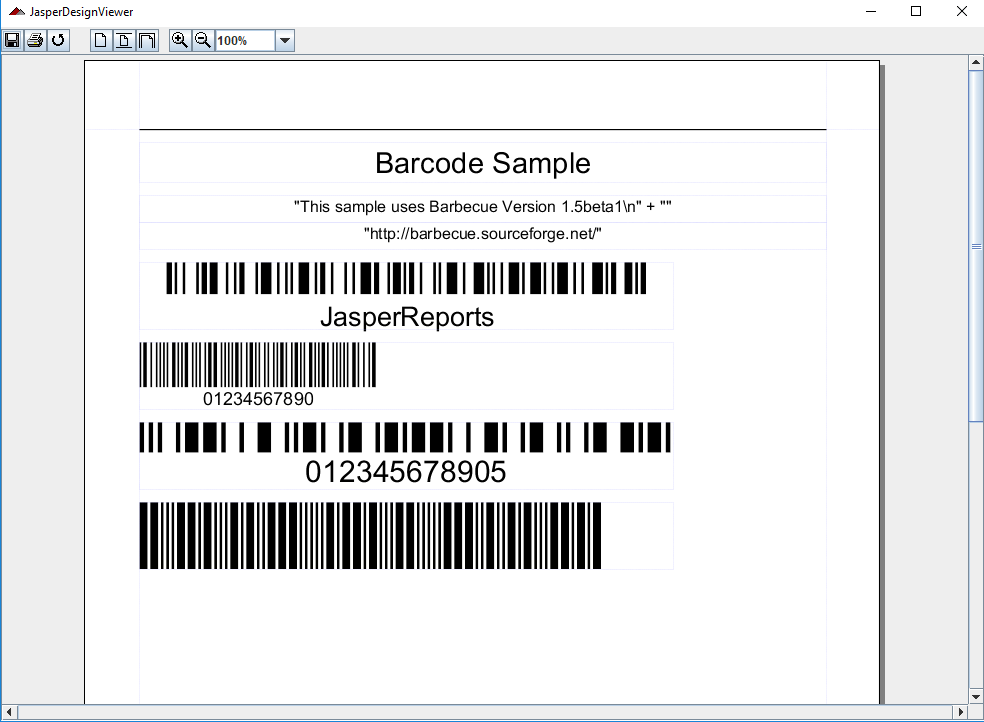 JasperDesignViewer
100%
Barcode Sample
"This sample uses Barbecue Version 1.5beta1\n" + ""
"http://barbecue.sourceforge.net/"
JasperReports
01234567890
012345678905